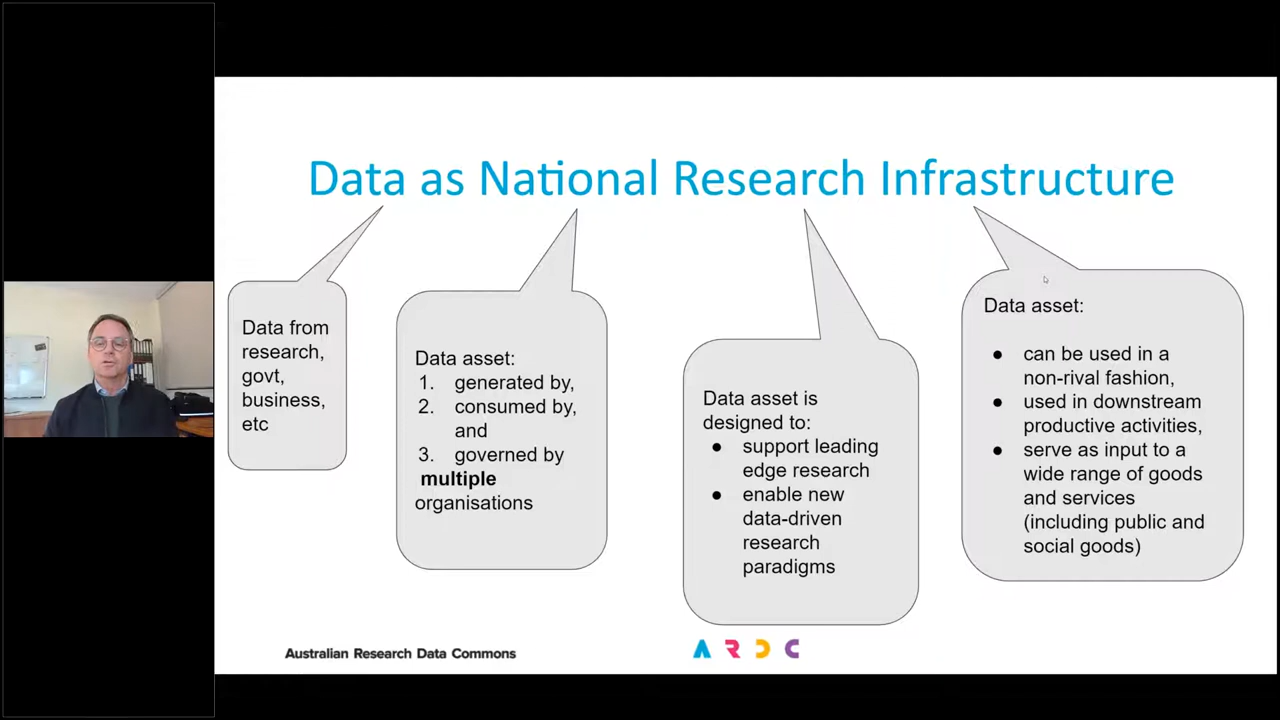 Data as National Research Infrastructure
Data from
research,
govt,
business,
etc
Data asset:
1. generated by,
2. consumed by,
and
3. governed by
multiple
organisations
Data asset is
designed to:
● support leading
edge research
● enable new
data-driven
research
paradigms
Data asset:
● can be used in a
non-rival fashion,
● used in downstream
productive activities,
● serve as input to a
wide range of goods
and services
(including public and
social goods)
Australian Research Data Commons
ARDC